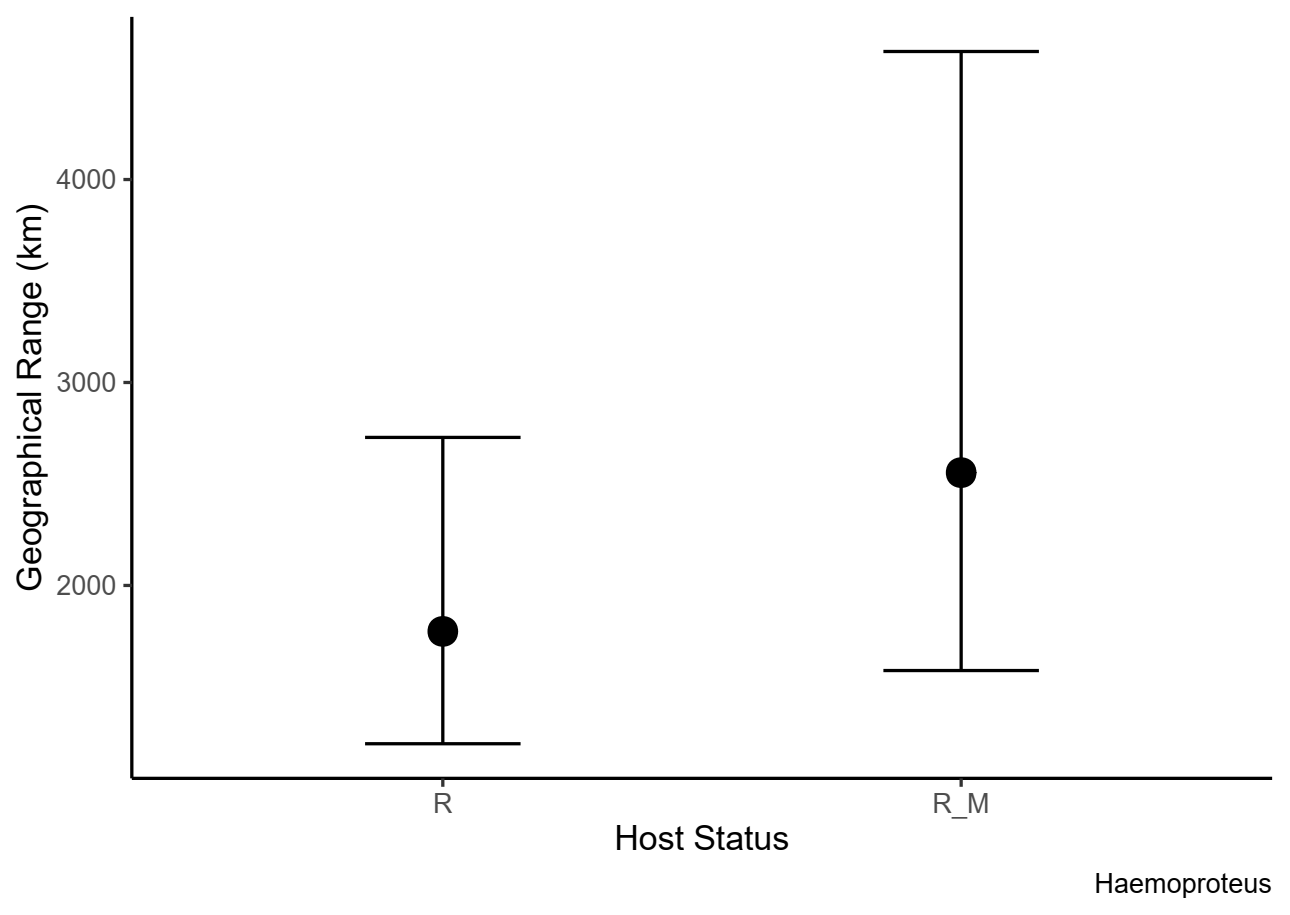 Geographical Range (km)
4000
3000
2000
R
R_M
Host Status
Haemoproteus